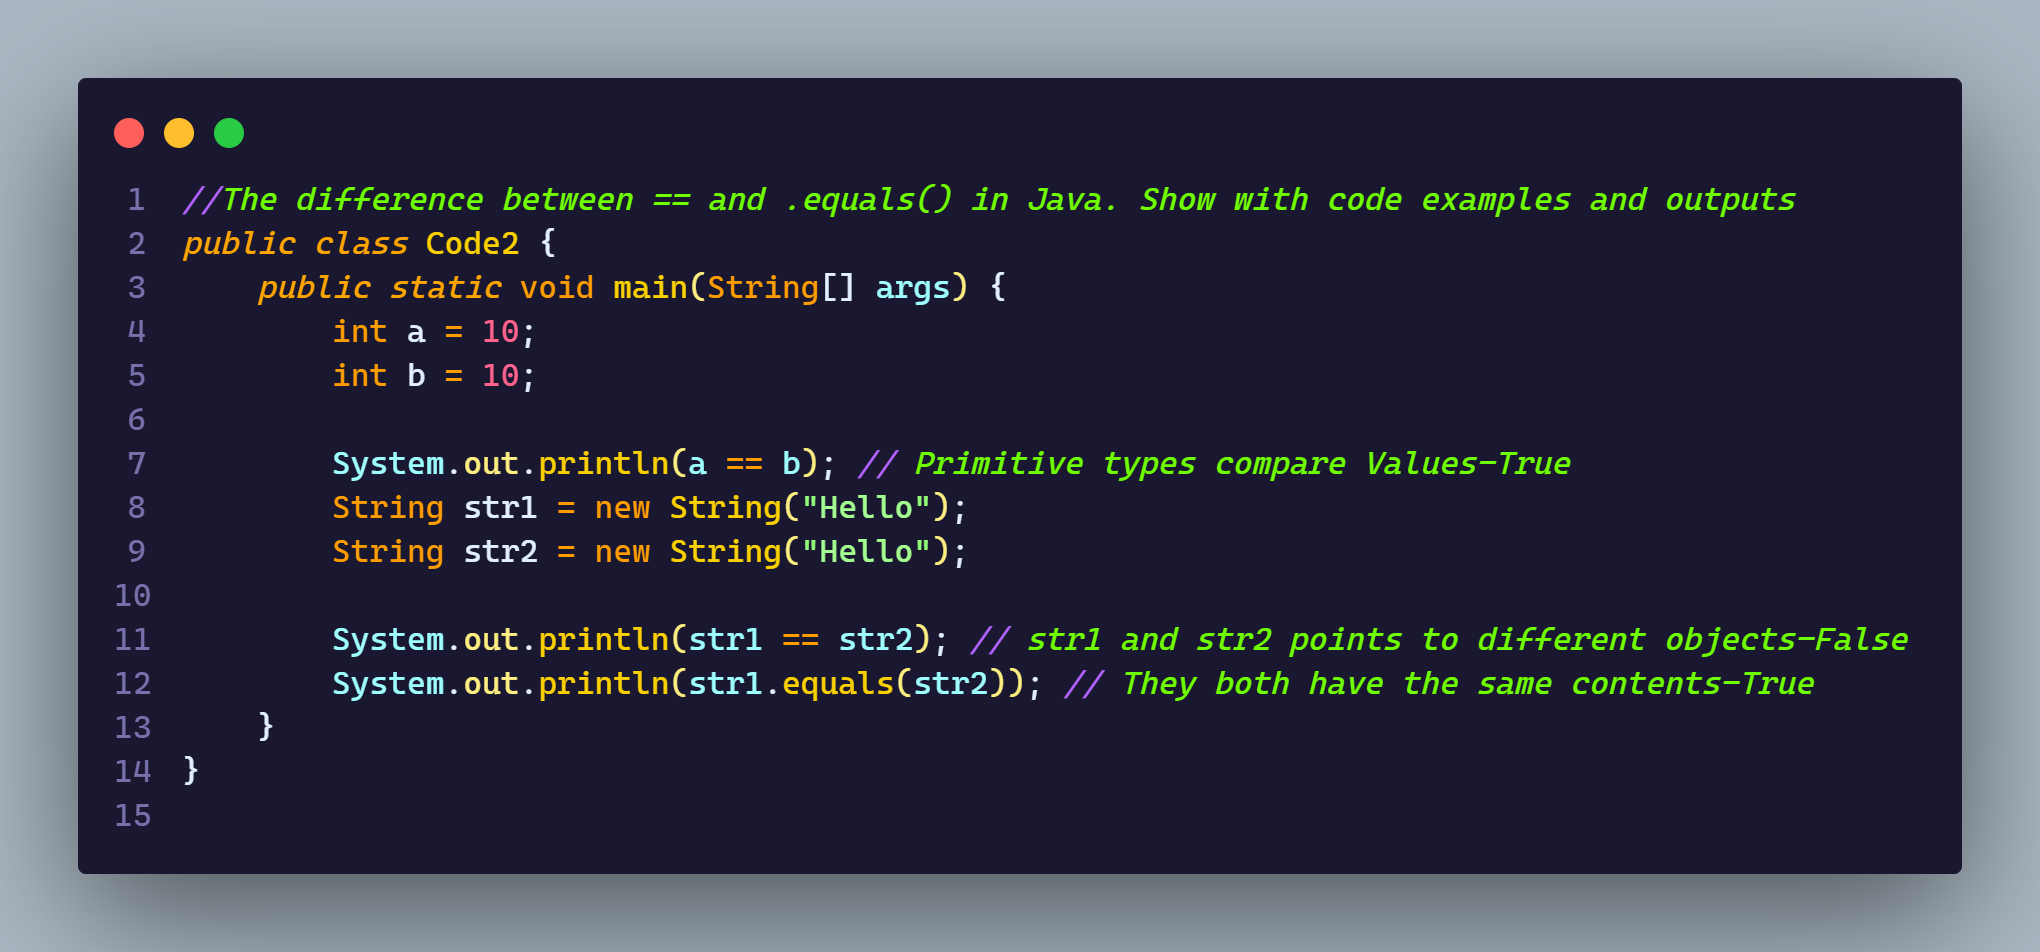 1 //The difference between == and .equals() in Java. Show with code examples and outputs
2 public class Code2 {
3     public static void main(String[] args) {
4         int a = 10;
5         int b = 10;
6
7         System.out.println(a == b); // Primitive types compare Values-True
8         String str1 = new String("Hello");
9         String str2 = new String("Hello");
10
11         System.out.println(str1 == str2); // str1 and str2 points to different objects-False
12         System.out.println(str1.equals(str2)); // They both have the same contents-True
13     }
14 }
15